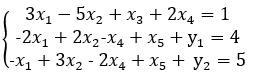 3x₁ − 5x₂ + x₃ + 2x₄ = 1
-2x₁ + 2x₂-x₄ + x₅ + y₁ = 4
-x₁ + 3x₂ - 2x₄ + x₅ + y₂ = 5